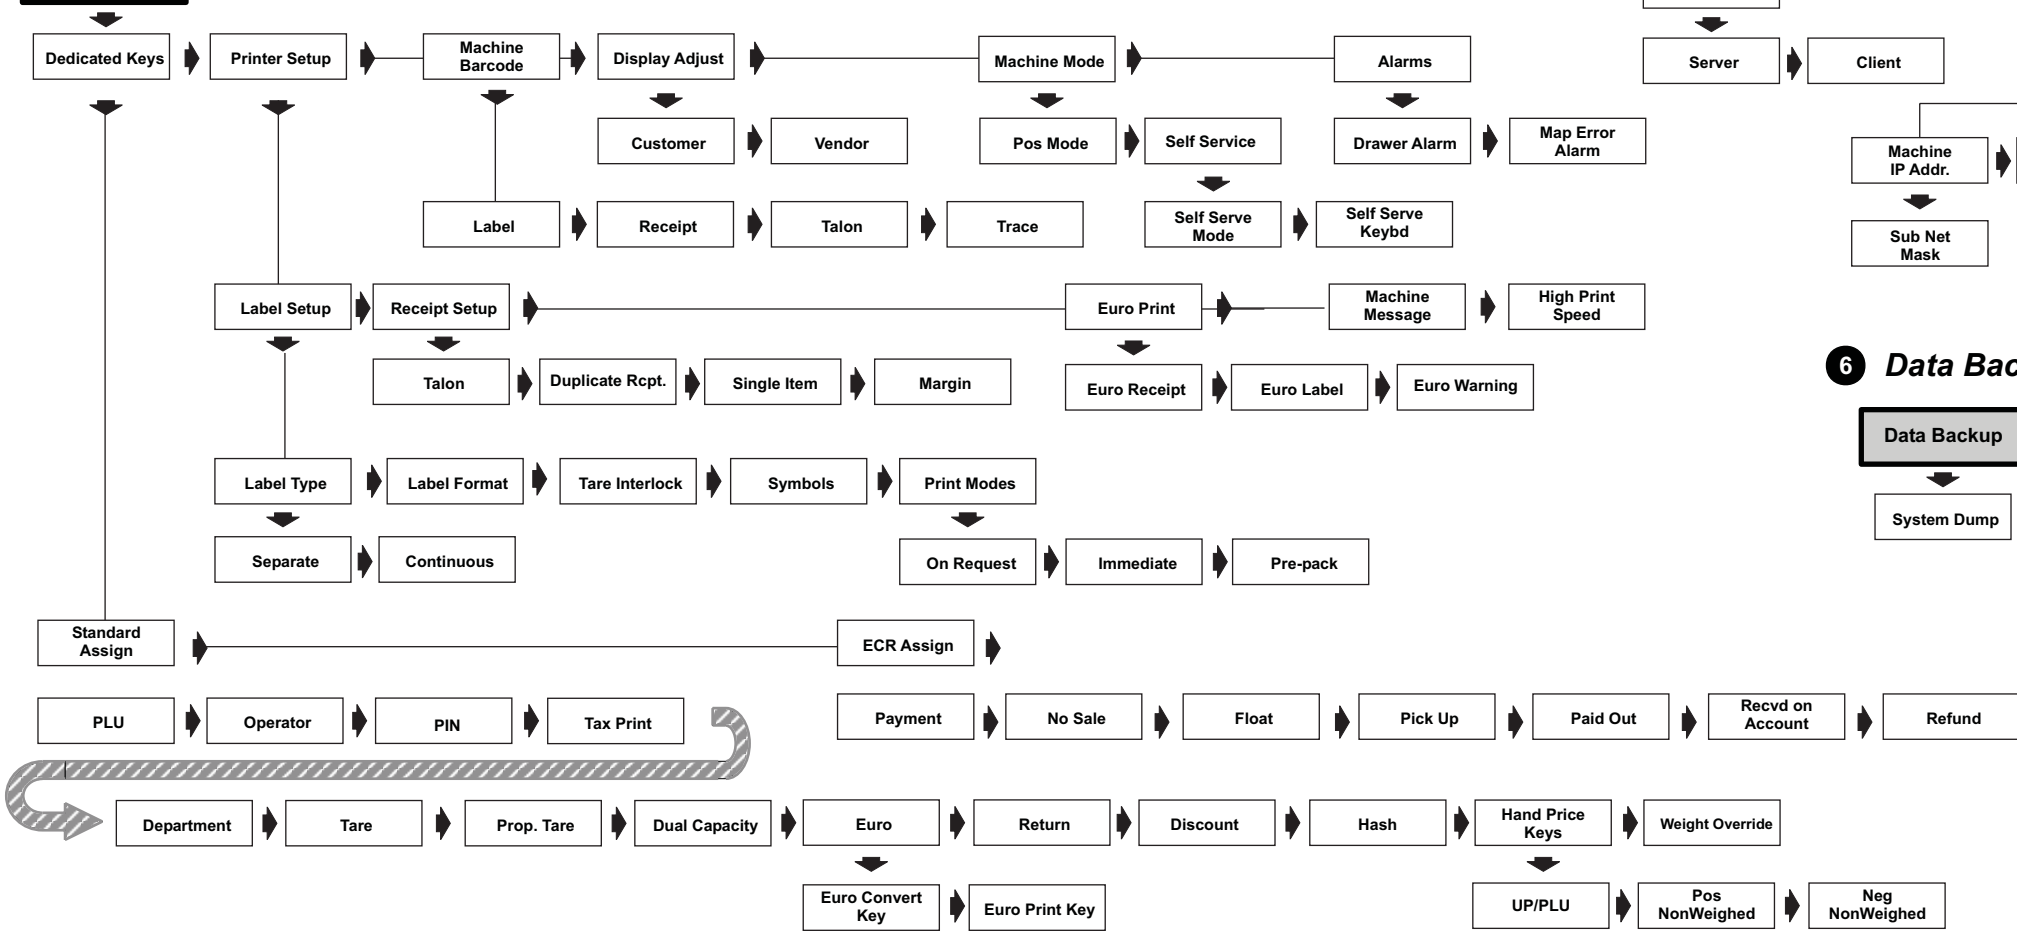 Dedicated Keys
Printer Setup
Machine
Barcode
Display Adjust
Machine Mode
Alarms
Server
Client
Customer
Vendor
Pos Mode
Self Service
Drawer Alarm
Map Error
Alarm
Machine
IP Addr.
Label
Receipt
Talon
Trace
Self Serve
Mode
Self Serve
Keybd
Sub Net
Mask
Label Setup
Receipt Setup
Euro Print
Machine
Message
High Print
Speed
6 Data Bac
Talon
Duplicate Rcpt.
Single Item
Margin
Euro Receipt
Euro Label
Euro Warning
Data Backup
Label Type
Label Format
Tare Interlock
Symbols
Print Modes
System Dump
Separate
Continuous
On Request
Immediate
Pre-pack
Standard
Assign
ECR Assign
PLU
Operator
PIN
Tax Print
Payment
No Sale
Float
Pick Up
Paid Out
Recvd on
Account
Refund
Department
Tare
Prop. Tare
Dual Capacity
Euro
Return
Discount
Hash
Hand Price
Keys
Weight Override
Euro Convert
Key
Euro Print Key
UP/PLU
Pos
NonWeighed
Neg
NonWeighed